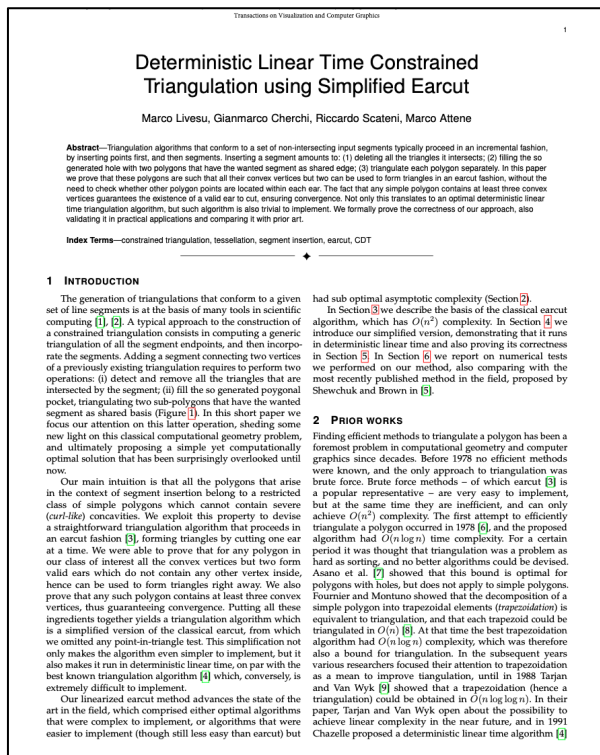 Transactions on Visualization and Computer Graphics
1
Deterministic Linear Time Constrained
Triangulation using Simplified Earcut
Marco Livesu, Gianmarco Cherchi, Riccardo Scateni, Marco Attene
Abstract—Triangulation algorithms that conform to a set of non-intersecting input segments typically proceed in an incremental fashion,
by inserting points first, and then segments. Inserting a segment amounts to: (1) deleting all the triangles it intersects; (2) filling the so
generated hole with two polygons that have the wanted segment as shared edge; (3) triangulate each polygon separately. In this paper
we prove that these polygons are such that all their convex vertices but two can be used to form triangles in an earcut fashion, without the
need to check whether other polygon points are located within each ear. The fact that any simple polygon contains at least three convex
vertices guarantees the existence of a valid ear to cut, ensuring convergence. Not only this translates to an optimal deterministic linear
time triangulation algorithm, but such algorithm is also trivial to implement. We formally prove the correctness of our approach, also
validating it in practical applications and comparing it with prior art.
Index Terms—constrained triangulation, tessellation, segment insertion, earcut, CDT
1 INTRODUCTION
The generation of triangulations that conform to a given
set of line segments is at the basis of many tools in scientific
computing [1], [2]. A typical approach to the construction of
a constrained triangulation consists in computing a generic
triangulation of all the segment endpoints, and then incorpo-
rate the segments. Adding a segment connecting two vertices
of a previously existing triangulation requires to perform two
operations: (i) detect and remove all the triangles that are
intersected by the segment; (ii) fill the so generated poygonal
pocket, triangulating two sub-polygons that have the wanted
segment as shared basis (Figure 1). In this short paper we
focus our attention on this latter operation, sheding some
new light on this classical computational geometry problem,
and ultimately proposing a simple yet computationally
optimal solution that has been surprisingly overlooked until
now.
Our main intuition is that all the polygons that arise
in the context of segment insertion belong to a restricted
class of simple polygons which cannot contain severe
(curl-like) concavities. We exploit this property to devise
a straightforward triangulation algorithm that proceeds in
an earcut fashion [3], forming triangles by cutting one ear
at a time. We were able to prove that for any polygon in
our class of interest all the convex vertices but two form
valid ears which do not contain any other vertex inside,
hence can be used to form triangles right away. We also
prove that any such polygon contains at least three convex
vertices, thus guaranteeing convergence. Putting all these
ingredients together yields a triangulation algorithm which
is a simplified version of the classical earcut, from which
we omitted any point-in-triangle test. This simplification not
only makes the algorithm even simpler to implement, but it
also makes it run in deterministic linear time, on par with the
best known triangulation algorithm [4] which, conversely, is
extremely difficult to implement.
Our linearized earcut method advances the state of the
art in the field, which comprised either optimal algorithms
that were complex to implement, or algorithms that were
easier to implement (though still less easy than earcut) but
had sub optimal asymptotic complexity (Section 2).
In Section 3 we describe the basis of the classical earcut
algorithm, which has O(n²) complexity. In Section 4 we
introduce our simplified version, demonstrating that it runs
in deterministic linear time and also proving its correctness
in Section 5. In Section 6 we report on numerical tests
we performed on our method, also comparing with the
most recently published method in the field, proposed by
Shewchuk and Brown in [5].
2 PRIOR WORKS
Finding efficient methods to triangulate a polygon has been a
foremost problem in computational geometry and computer
graphics since decades. Before 1978 no efficient methods
were known, and the only approach to triangulation was
brute force. Brute force methods – of which earcut [3] is
a popular representative – are very easy to implement,
but at the same time they are inefficient, and can only
achieve O(n²) complexity. The first attempt to efficiently
triangulate a polygon occurred in 1978 [6], and the proposed
algorithm had O(n log n) time complexity. For a certain
period it was thought that triangulation was a problem as
hard as sorting, and no better algorithms could be devised.
Asano et al. [7] showed that this bound is optimal for
polygons with holes, but does not apply to simple polygons.
Fournier and Montuno showed that the decomposition of a
simple polygon into trapezoidal elements (trapezoidation) is
equivalent to triangulation, and that each trapezoid could be
triangulated in O(n) [8]. At that time the best trapezoidation
algorithm had O(n log n) complexity, which was therefore
also a bound for triangulation. In the subsequent years
various researchers focused their attention to trapezoidation
as a mean to improve tiangulation, until in 1988 Tarjan
and Van Wyk [9] showed that a trapezoidation (hence a
triangulation) could be obtained in O(n log log n). In their
paper, Tarjan and Van Wyk open about the possibility to
achieve linear complexity in the near future, and in 1991
Chazelle proposed a deterministic linear time algorithm [4]